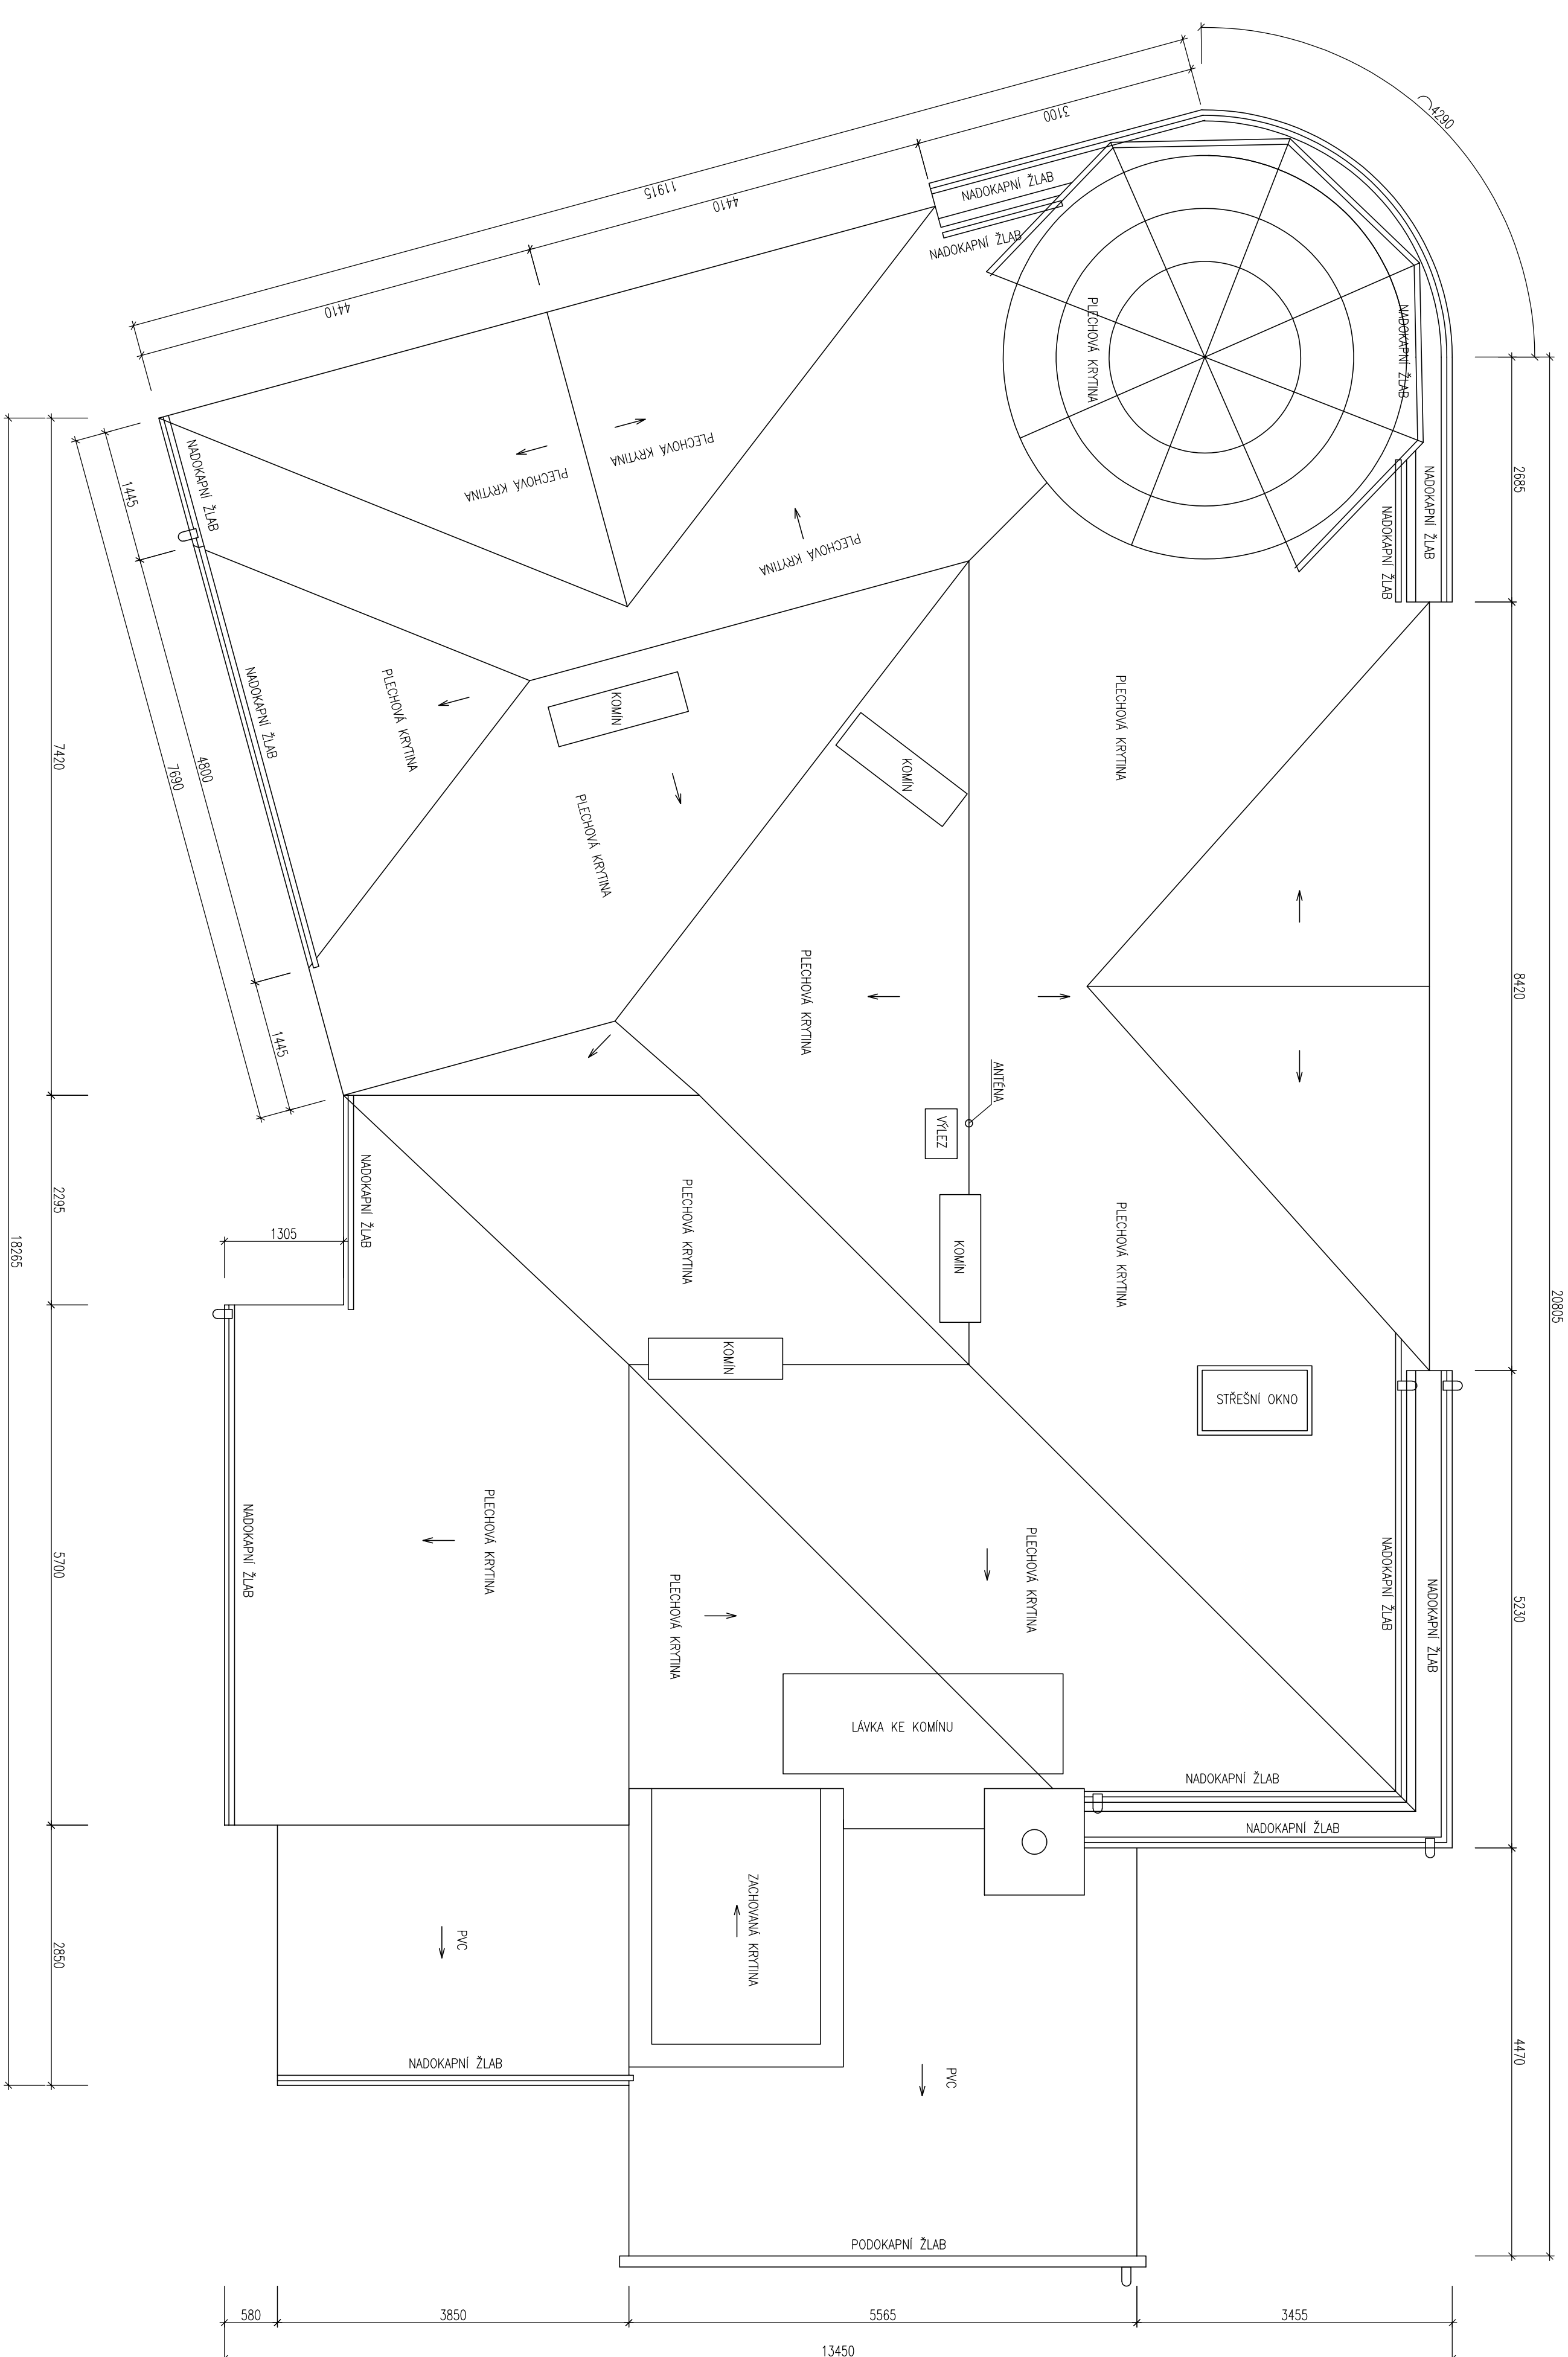 4290
3100
11915
4410
4410
NADOKAPNÍ ŽLAB
NADOKAPNÍ ŽLAB
PLECHOVÁ KRYTINA
NADOKAPNÍ ŽLAB
NADOKAPNÍ ŽLAB
NADOKAPNÍ ŽLAB
2685
PLECHOVÁ KRYTINA
PLECHOVÁ KRYTINA
PLECHOVÁ KRYTINA
NADOKAPNÍ ŽLAB
1445
NADOKAPNÍ ŽLAB
PLECHOVÁ KRYTINA
KOMÍN
KOMÍN
PLECHOVÁ KRYTINA
7420
7690
4800
PLECHOVÁ KRYTINA
1445
PLECHOVÁ KRYTINA
8420
ANTÉNA
VÝLEZ
2295
18265
1305
NADOKAPNÍ ŽLAB
PLECHOVÁ KRYTINA
KOMÍN
PLECHOVÁ KRYTINA
20805
KOMÍN
STŘEŠNÍ OKNO
5700
NADOKAPNÍ ŽLAB
PLECHOVÁ KRYTINA
PLECHOVÁ KRYTINA
PLECHOVÁ KRYTINA
NADOKAPNÍ ŽLAB
NADOKAPNÍ ŽLAB
5230
LÁVKA KE KOMÍNU
NADOKAPNÍ ŽLAB
NADOKAPNÍ ŽLAB
2850
PVC
ZACHOVANÁ KRYTINA
NADOKAPNÍ ŽLAB
PVC
4470
PODOKAPNÍ ŽLAB
580
3850
5565
3455
13450